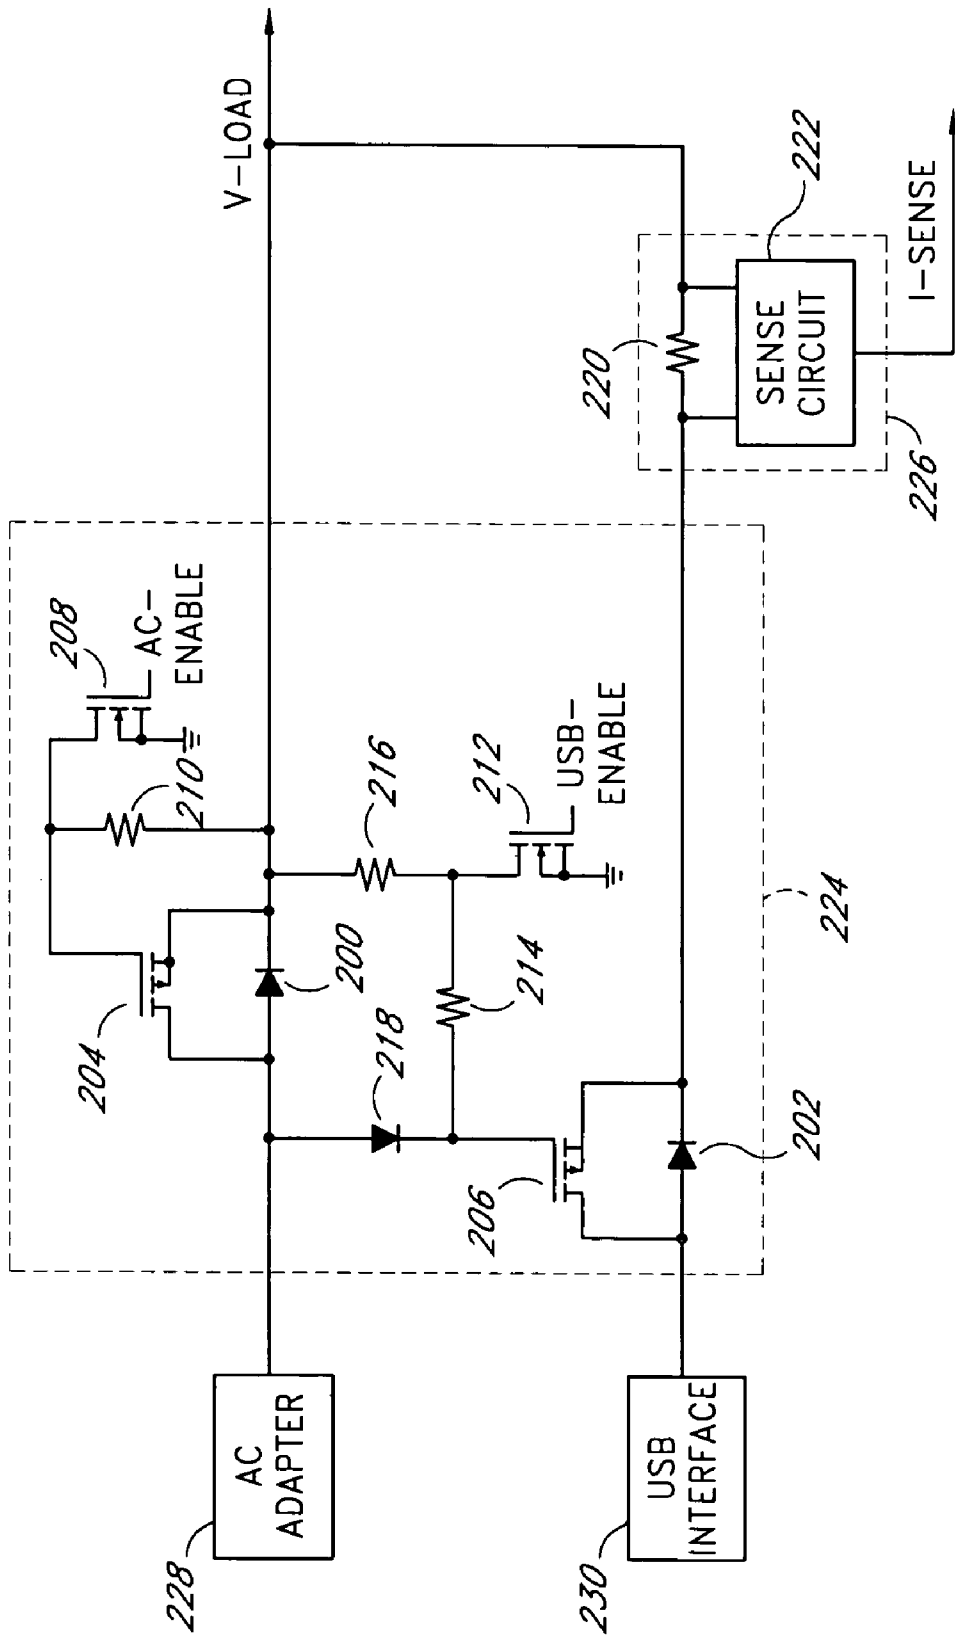 228
AC
ADAPTER
230
USB
INTERFACE
204
200
218
206
202
214
210
208
AC-
ENABLE
216
212
USB-
ENABLE
224
V-LOAD
220
222
SENSE
CIRCUIT
226
I-SENSE